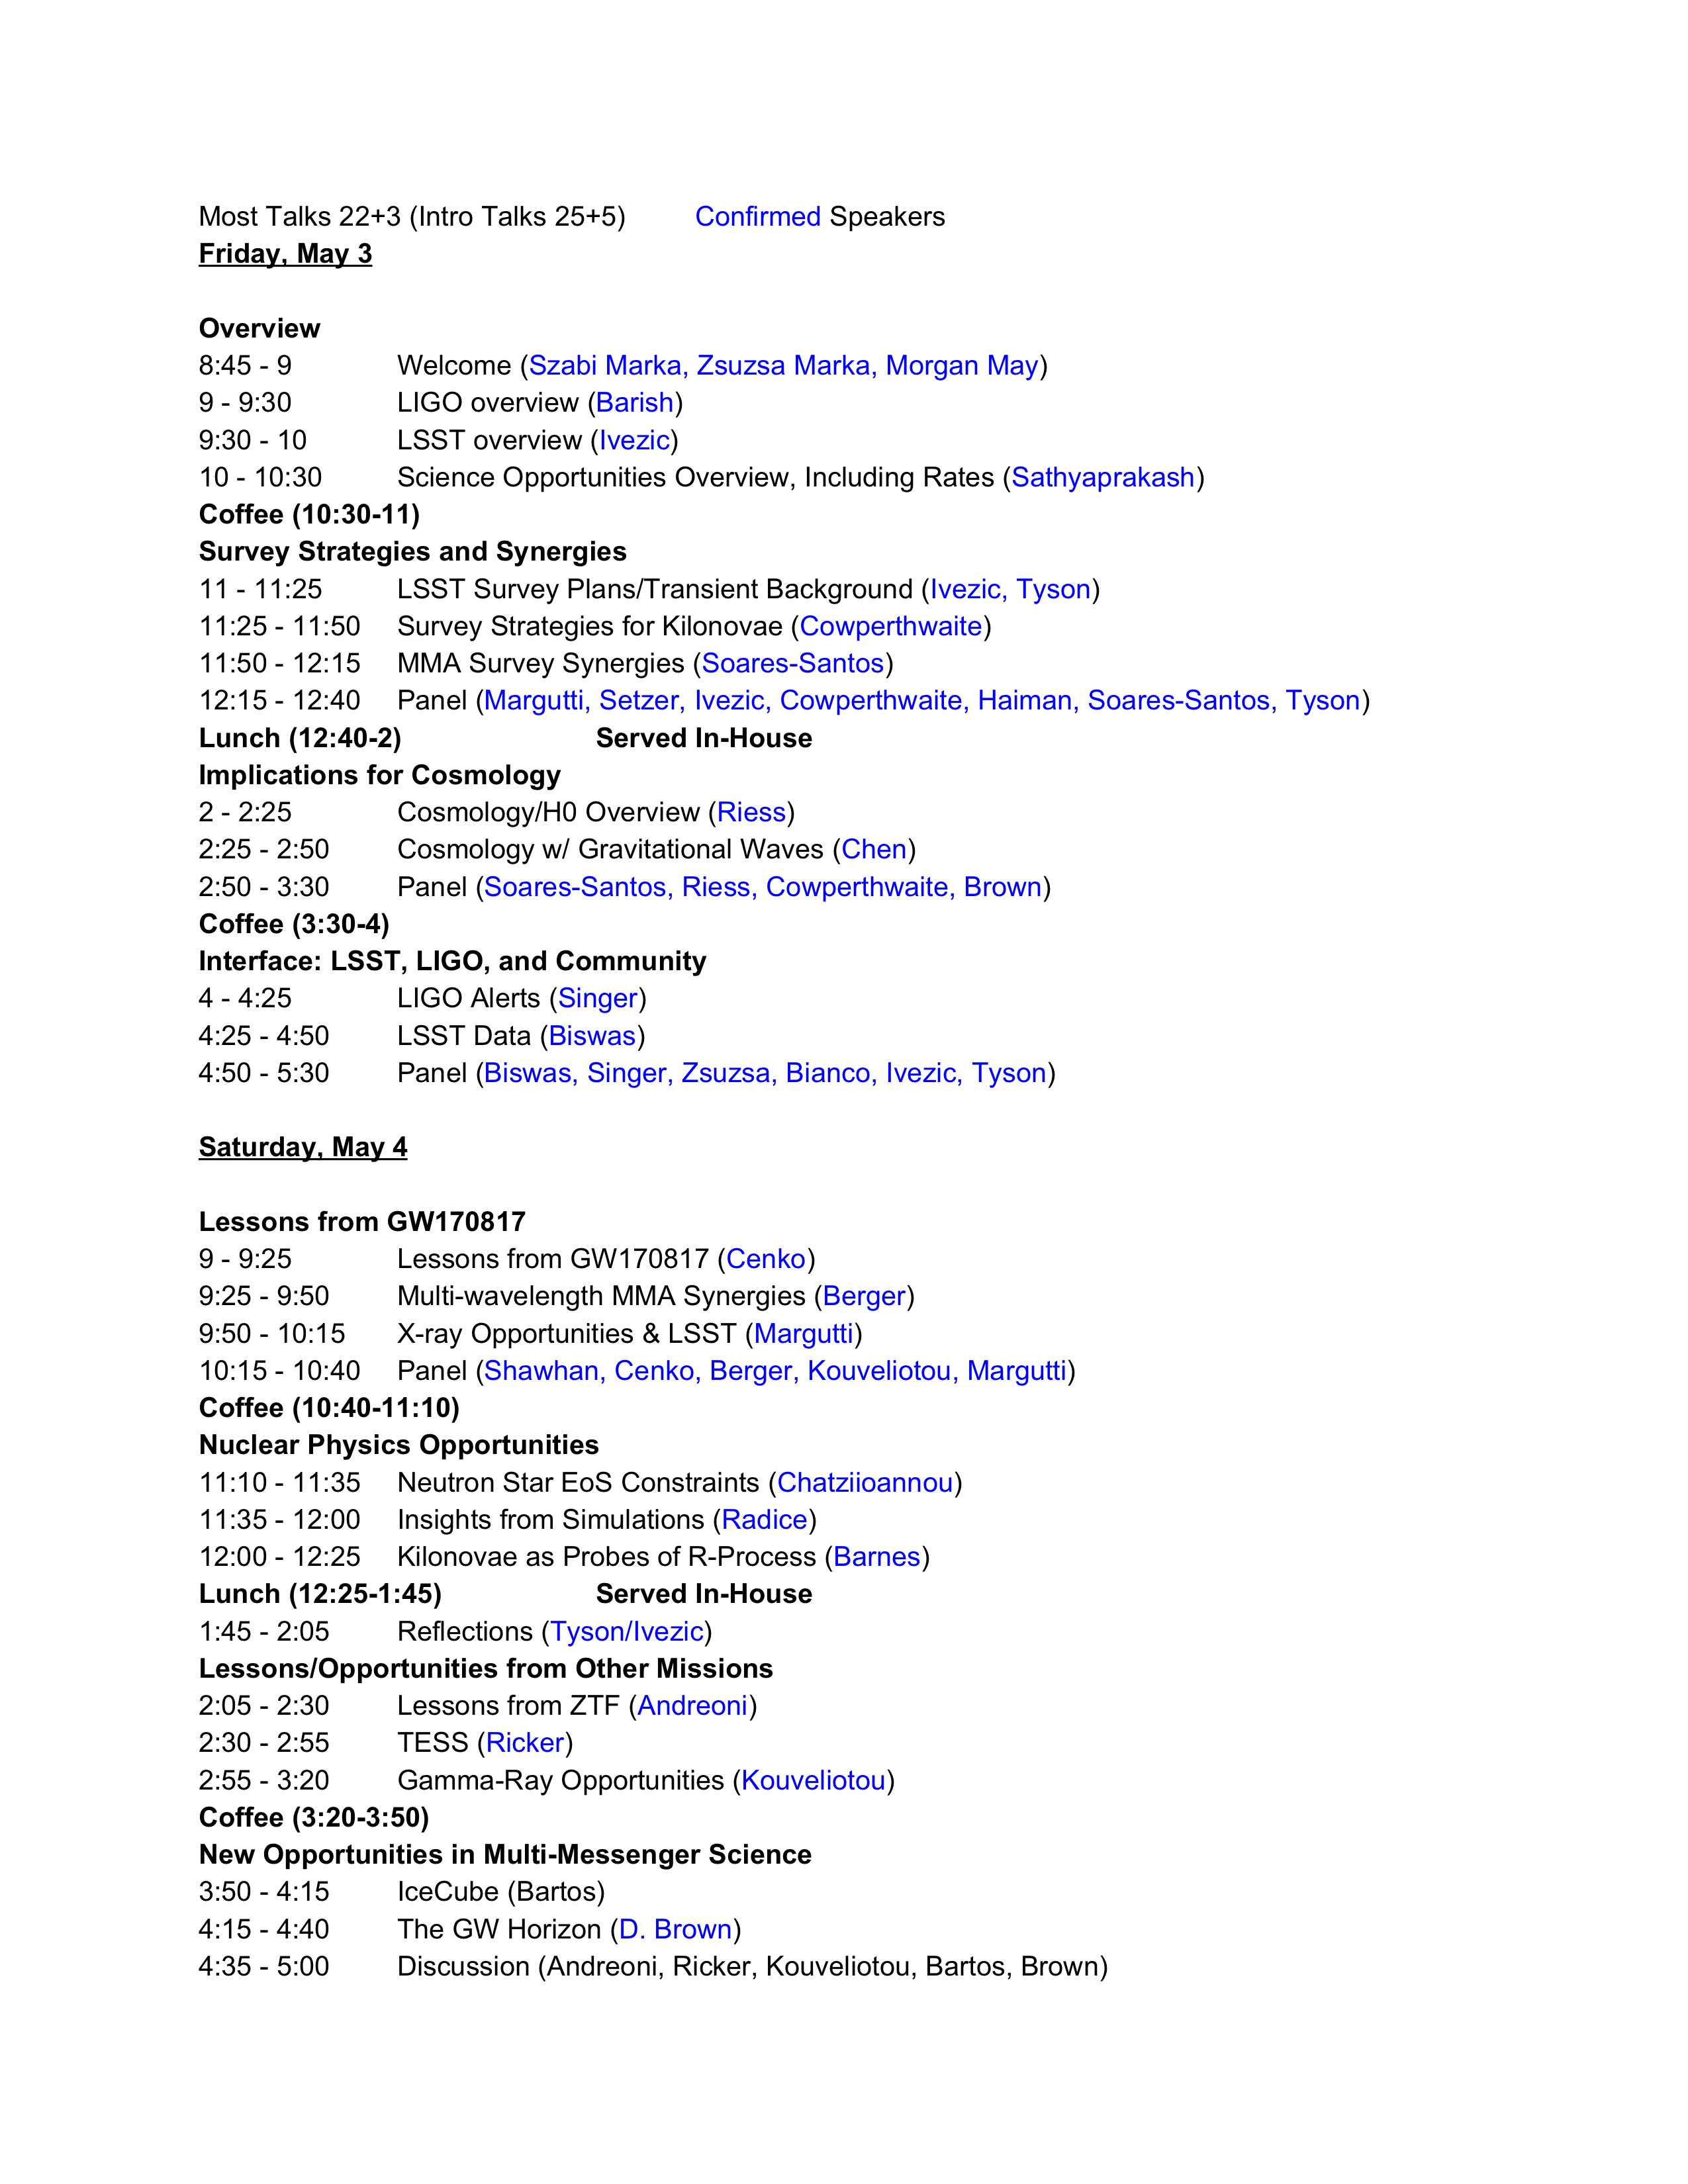 Most Talks 22+3 (Intro Talks 25+5) Confirmed Speakers
Friday, May 3
Overview
8:45 - 9 Welcome (Szabi Marka, Zsuzsa Marka, Morgan May)
9 - 9:30 LIGO overview (Barish)
9:30 - 10 LSST overview (Ivezic)
10 - 10:30 Science Opportunities Overview, Including Rates (Sathyaprakash)
Coffee (10:30-11)
Survey Strategies and Synergies
11 - 11:25 LSST Survey Plans/Transient Background (Ivezic, Tyson)
11:25 - 11:50 Survey Strategies for Kilonovae (Cowperthwaite)
11:50 - 12:15 MMA Survey Synergies (Soares-Santos)
12:15 - 12:40 Panel (Margutti, Setzer, Ivezic, Cowperthwaite, Haiman, Soares-Santos, Tyson)
Lunch (12:40-2) Served In-House
Implications for Cosmology
2 - 2:25 Cosmology/H0 Overview (Riess)
2:25 - 2:50 Cosmology w/ Gravitational Waves (Chen)
2:50 - 3:30 Panel (Soares-Santos, Riess, Cowperthwaite, Brown)
Coffee (3:30-4)
Interface: LSST, LIGO, and Community
4 - 4:25 LIGO Alerts (Singer)
4:25 - 4:50 LSST Data (Biswas)
4:50 - 5:30 Panel (Biswas, Singer, Zsuzsa, Bianco, Ivezic, Tyson)
Saturday, May 4
Lessons from GW170817
9 - 9:25 Lessons from GW170817 (Cenko)
9:25 - 9:50 Multi-wavelength MMA Synergies (Berger)
9:50 - 10:15 X-ray Opportunities & LSST (Margutti)
10:15 - 10:40 Panel (Shawhan, Cenko, Berger, Kouveliotou, Margutti)
Coffee (10:40-11:10)
Nuclear Physics Opportunities
11:10 - 11:35 Neutron Star EoS Constraints (Chatziioannou)
11:35 - 12:00 Insights from Simulations (Radice)
12:00 - 12:25 Kilonovae as Probes of R-Process (Barnes)
Lunch (12:25-1:45) Served In-House
1:45 - 2:05 Reflections (Tyson/Ivezic)
Lessons/Opportunities from Other Missions
2:05 - 2:30 Lessons from ZTF (Andreoni)
2:30 - 2:55 TESS (Ricker)
2:55 - 3:20 Gamma-Ray Opportunities (Kouveliotou)
Coffee (3:20-3:50)
New Opportunities in Multi-Messenger Science
3:50 - 4:15 IceCube (Bartos)
4:15 - 4:40 The GW Horizon (D. Brown)
4:35 - 5:00 Discussion (Andreoni, Ricker, Kouveliotou, Bartos, Brown)